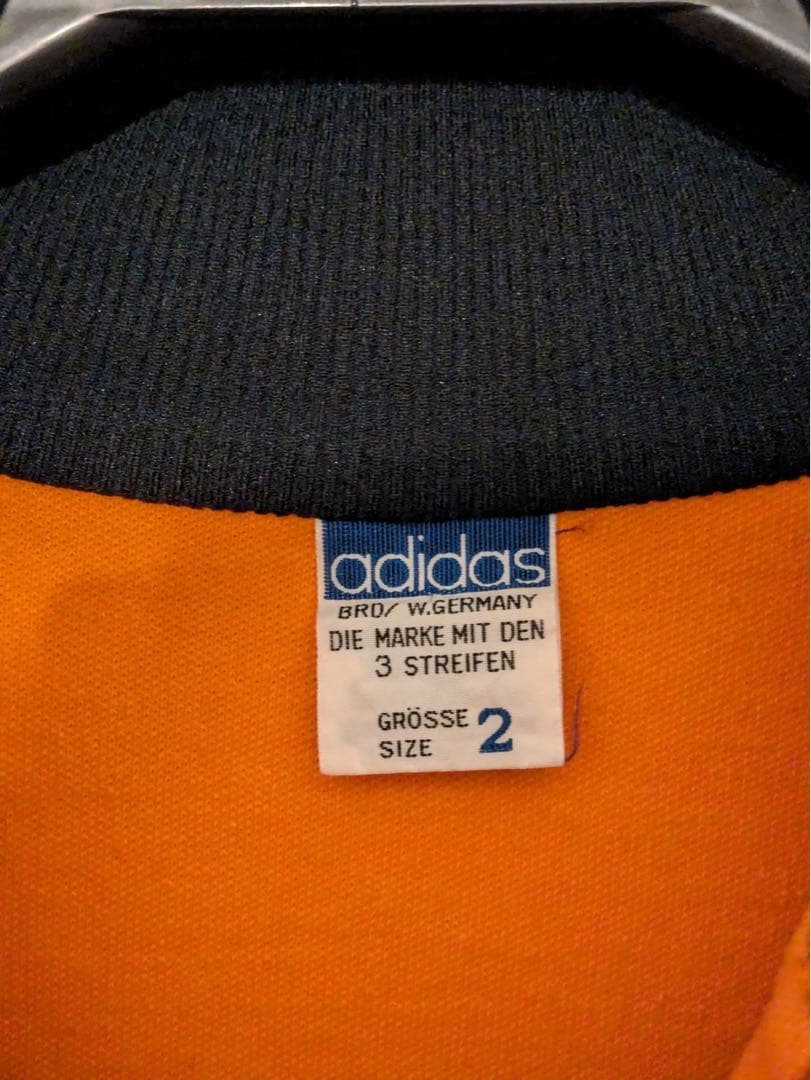 adidas
BRD/ W.GERMANY
DIE MARKE MIT DEN
3 STREIFEN
GRÖSSE 2
SIZE